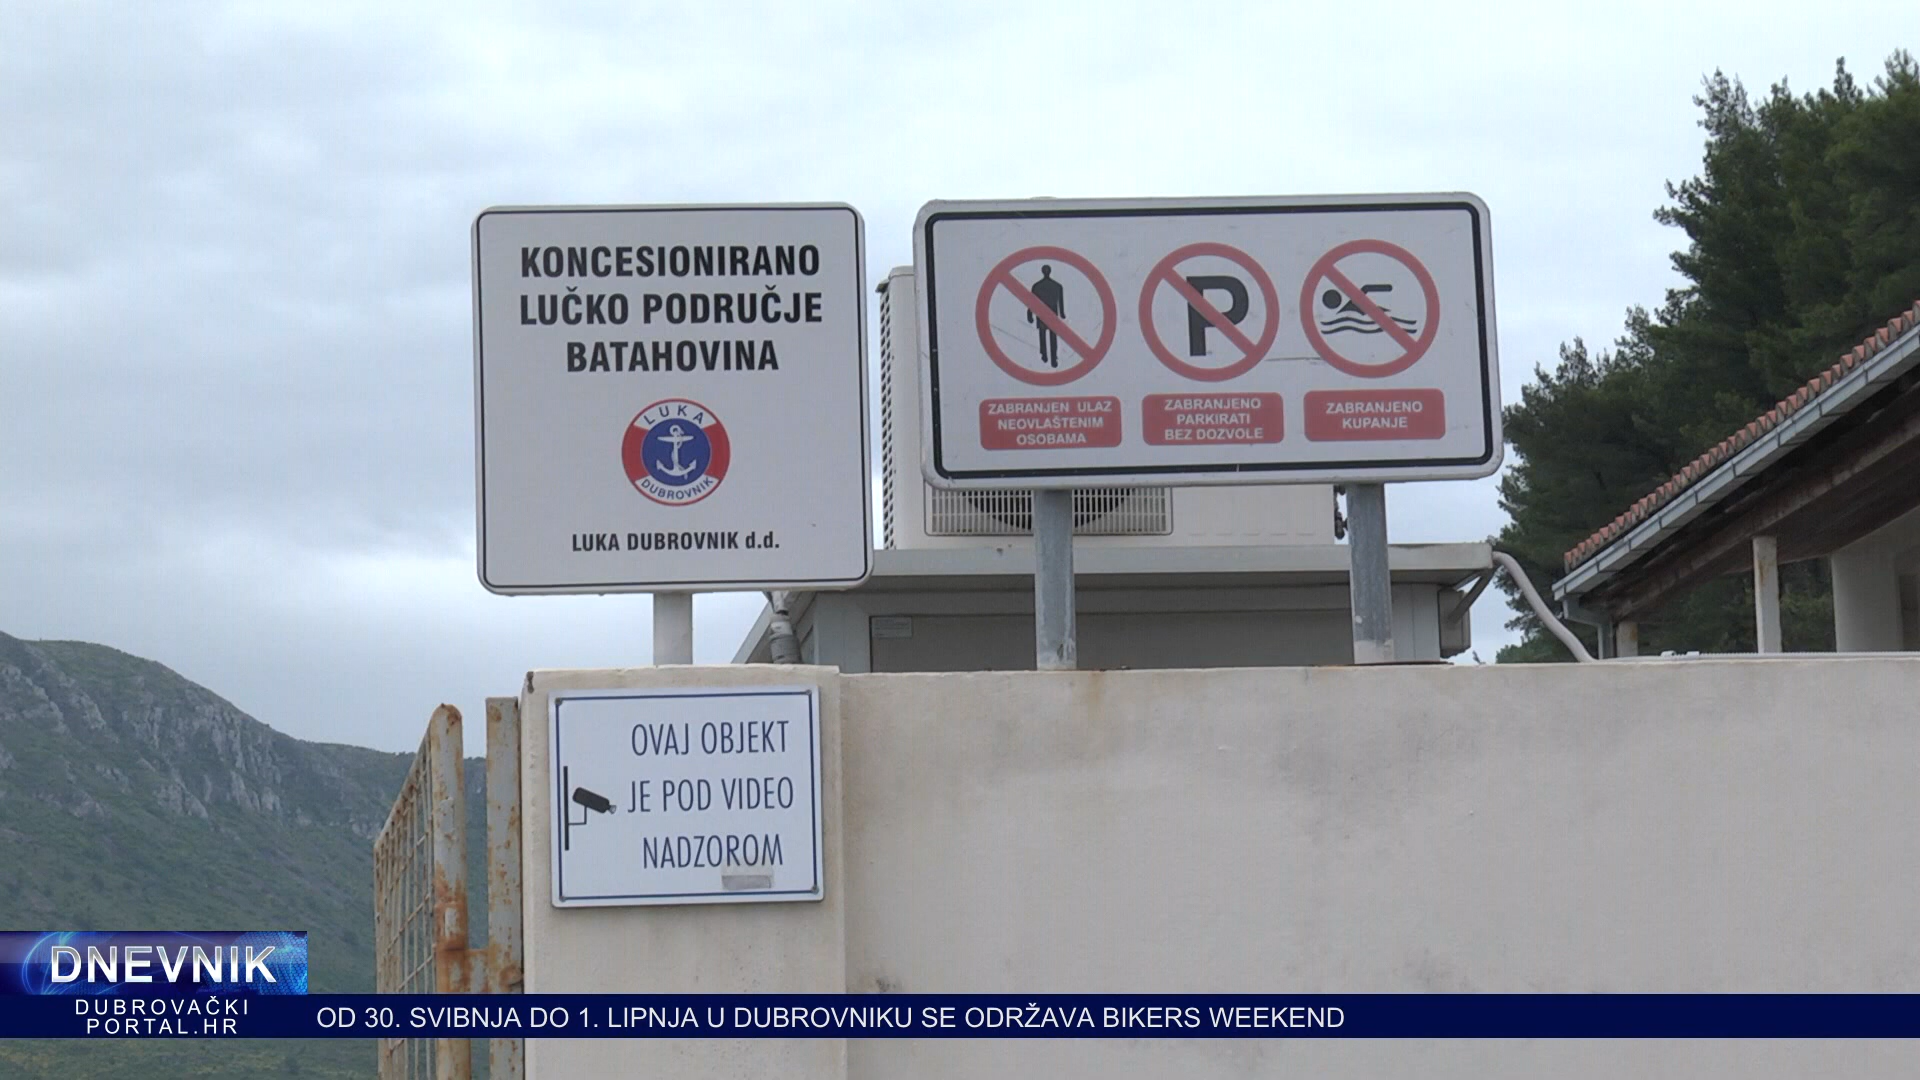 KONCESIONIRANO
LUČKO PODRUČJE
BATAHOVINA
LUKA
DUBROVNIK
LUKA DUBROVNIK d.d.
P
ZABRANJEN ULAZ
NEOVLAŠTENIM
OSOBAMA
ZABRANJENO
PARKIRATI
BEZ DOZVOLE
ZABRANJENO
KUPANJE
OVAJ OBJEKT
JE POD VIDEO
NADZOROM
DNEVNIK
DUBROVAČKI
PORTAL.HR
OD 30. SVIBNJA DO 1. LIPNJA U DUBROVNIKU SE ODRŽAVA BIKERS WEEKEND